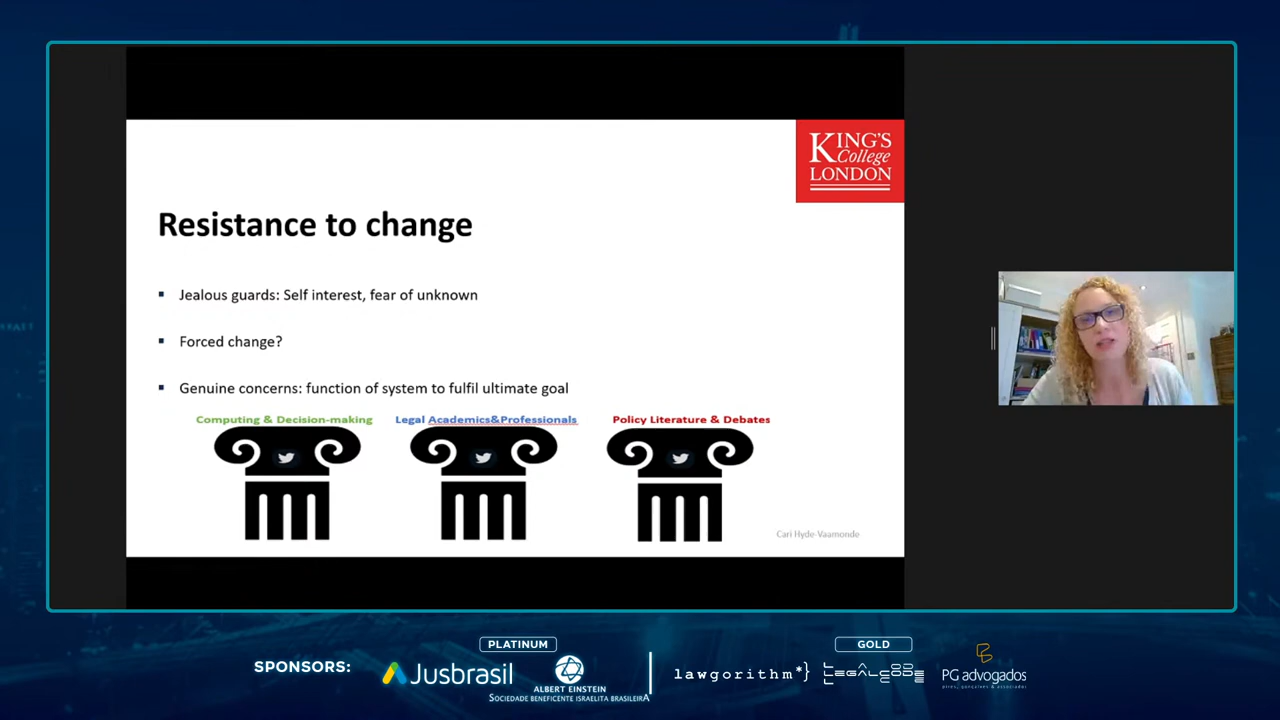 KING'S
College
LONDON
Resistance to change
Jealous guards: Self interest, fear of unknown
Forced change?
Genuine concerns: function of system to fulfil ultimate goal
Computing & Decision-making
Legal Academics&Professionals
Policy Literature & Debates
Cari Hyde-Vaamonde
PLATINUM
GOLD
SPONSORS:
Jusbrasil
ALBERT EINSTEIN
SOCIEDADE BENEFICENTE ISRAELITA BRASILEIRA
lawgorithm*}
LEGALCODE
PG advogados